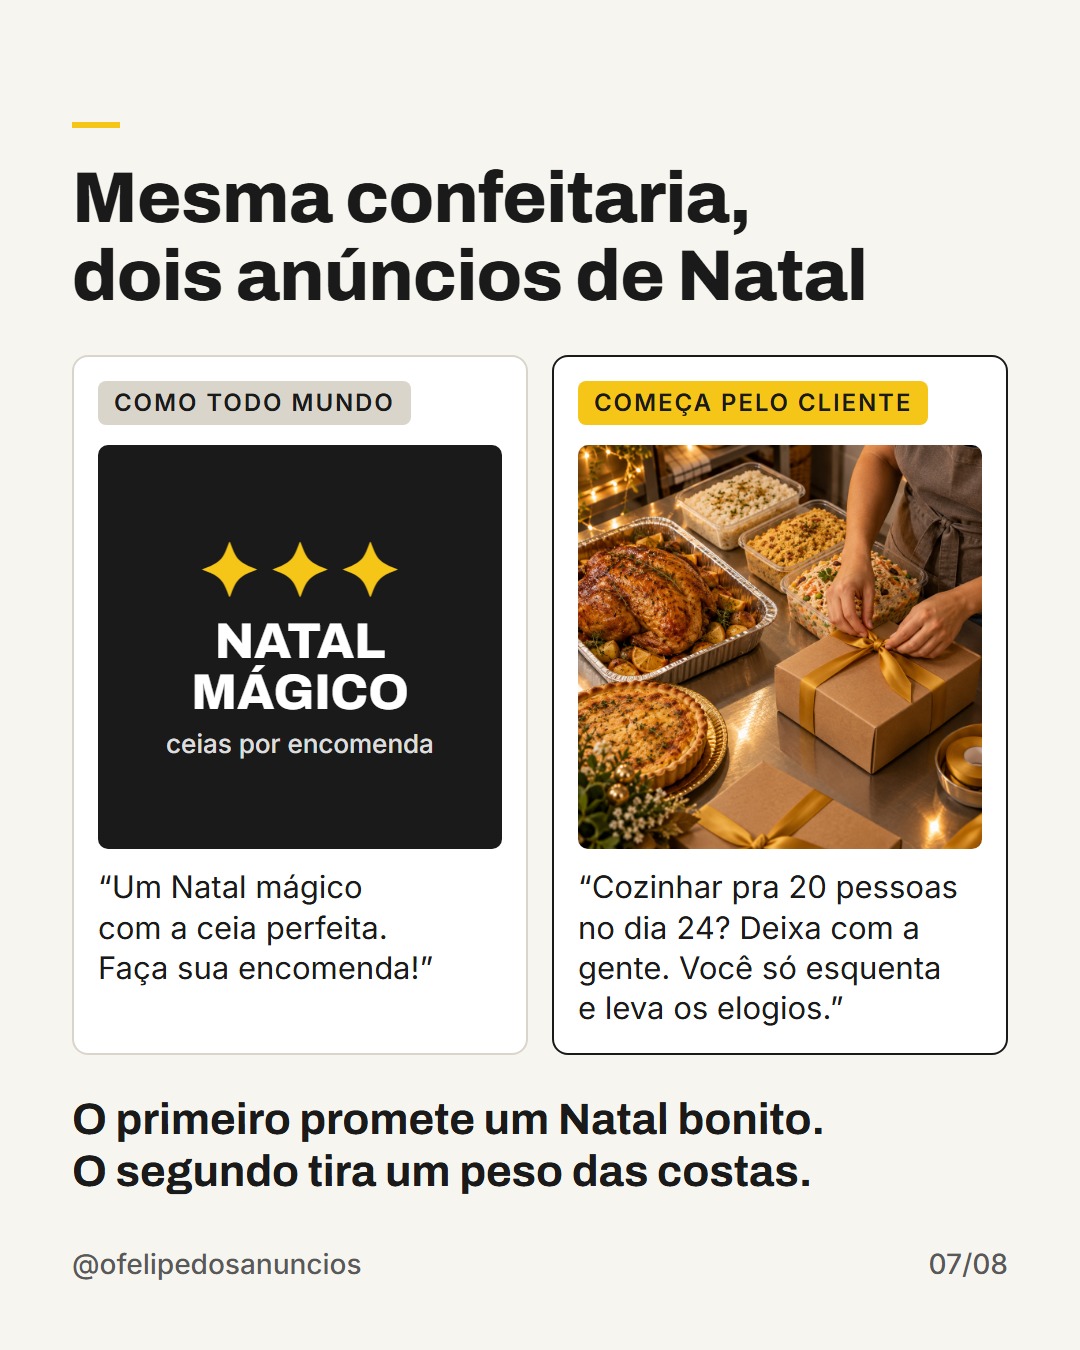 Mesma confeitaria,
dois anúncios de Natal
COMO TODO MUNDO
NATAL
MÁGICO
ceias por encomenda
“Um Natal mágico
com a ceia perfeita.
Faça sua encomenda!”
COMEÇA PELO CLIENTE
“Cozinhar pra 20 pessoas
no dia 24? Deixa com a
gente. Você só esquenta
e leva os elogios.”
O primeiro promete um Natal bonito.
O segundo tira um peso das costas.
@ofelipedosanuncios
07/08